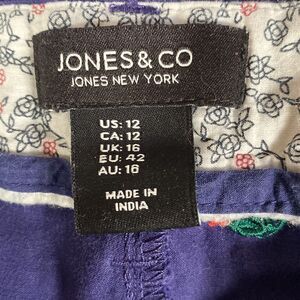 JONES & CO
JONES NEW YORK
US: 12
CA: 12
UK: 16
EU: 42
AU: 16
MADE IN
INDIA